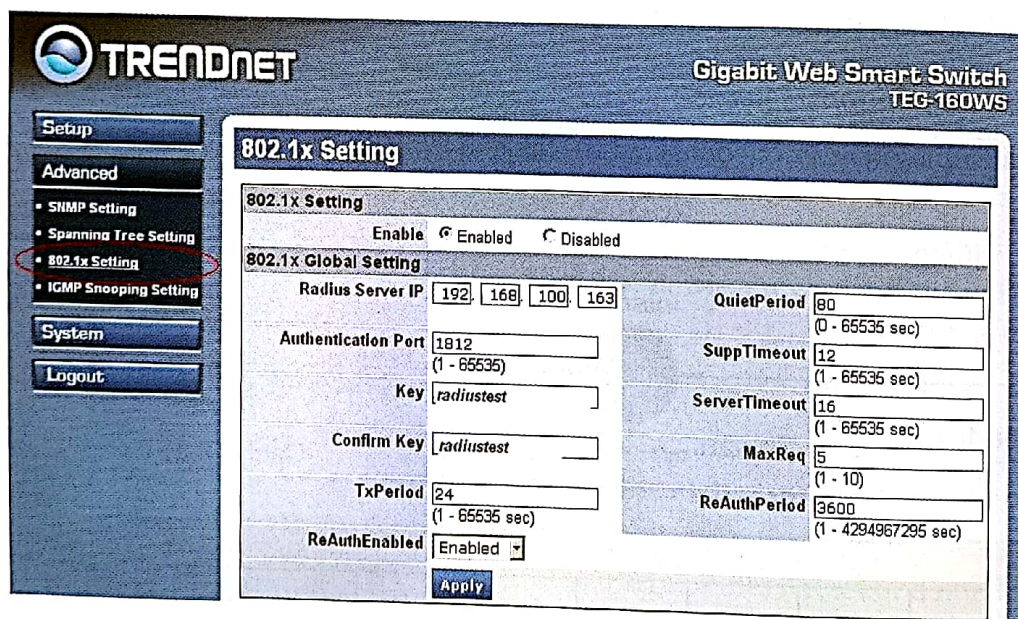 TRENDNET
Gigabit Web Smart Switch
TEG-160WS
Setup
Advanced
SNMP Setting
Spanning Tree Setting
802.1x Setting
IGMP Snooping Setting
System
Logout
802.1x Setting
802.1x Setting
Enable Enabled Disabled
802.1x Global Setting
Radius Server IP 192. 168. 100. 163
Authentication Port 1812
(1 - 65535)
Key radiustest
Confirm Key radiustest
TxPeriod 24
(1 - 65535 sec)
ReAuthEnabled Enabled
Apply
QuietPeriod 80
(0 - 65535 sec)
SuppTimeout 12
(1 - 65535 sec)
ServerTimeout 16
(1 - 65535 sec)
MaxReq 5
(1 - 10)
ReAuthPeriod 3600
(1 - 4294967295 sec)